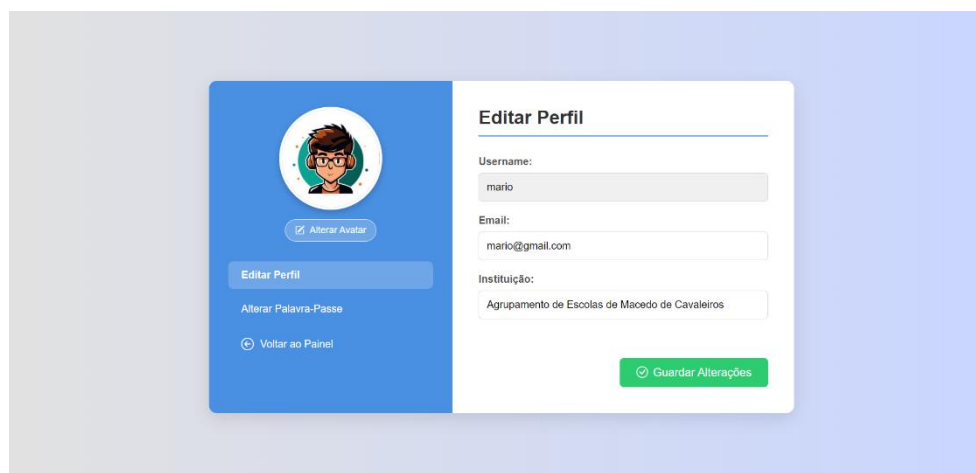 Alterar Avatar
Editar Perfil
Alterar Palavra-Passe
Voltar ao Painel
Editar Perfil
Username:
mario
Email:
mario@gmail.com
Instituição:
Agrupamento de Escolas de Macedo de Cavaleiros
Guardar Alterações